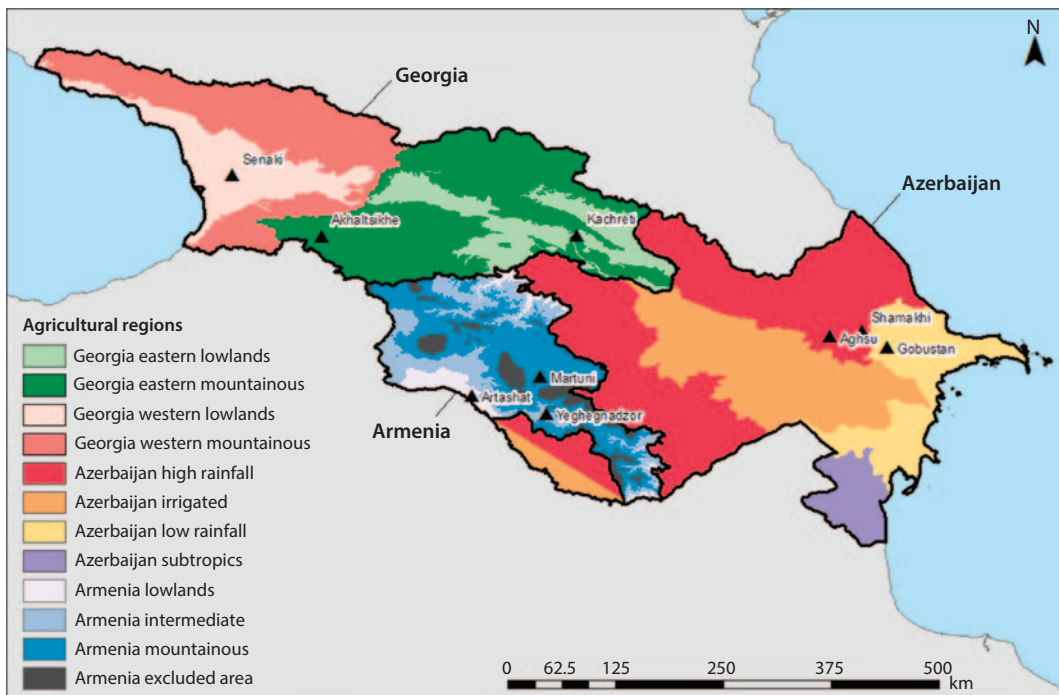 N
Georgia
Azerbaijan
Armenia
Senaki
Akhaltsikhe
Kachreti
Shamakhi
Aghsu
Gobustan
Martuni
Artashat
Yeghegnadzor
Agricultural regions
Georgia eastern lowlands
Georgia eastern mountainous
Georgia western lowlands
Georgia western mountainous
Azerbaijan high rainfall
Azerbaijan irrigated
Azerbaijan low rainfall
Azerbaijan subtropics
Armenia lowlands
Armenia intermediate
Armenia mountainous
Armenia excluded area
0 62.5 125 250 375 500
km